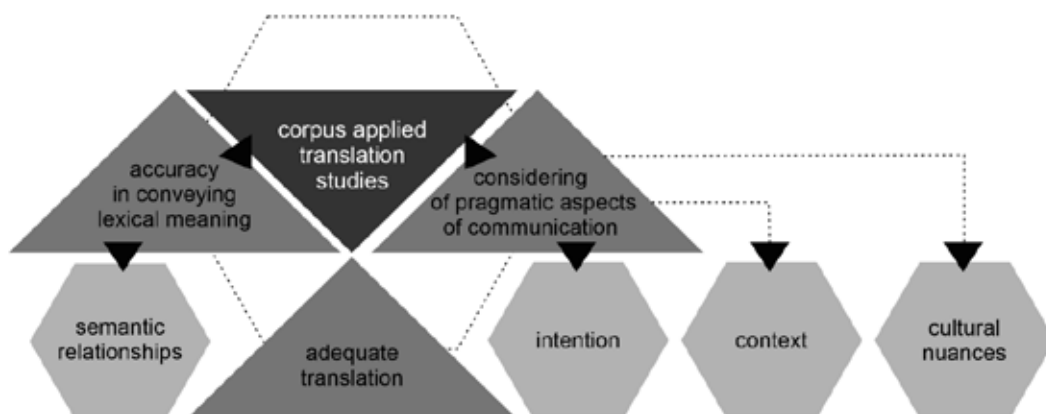 corpus applied
translation
studies
accuracy
in conveying
lexical meaning
considering
of pragmatic aspects
of communication
semantic
relationships
adequate
translation
intention
context
cultural
nuances